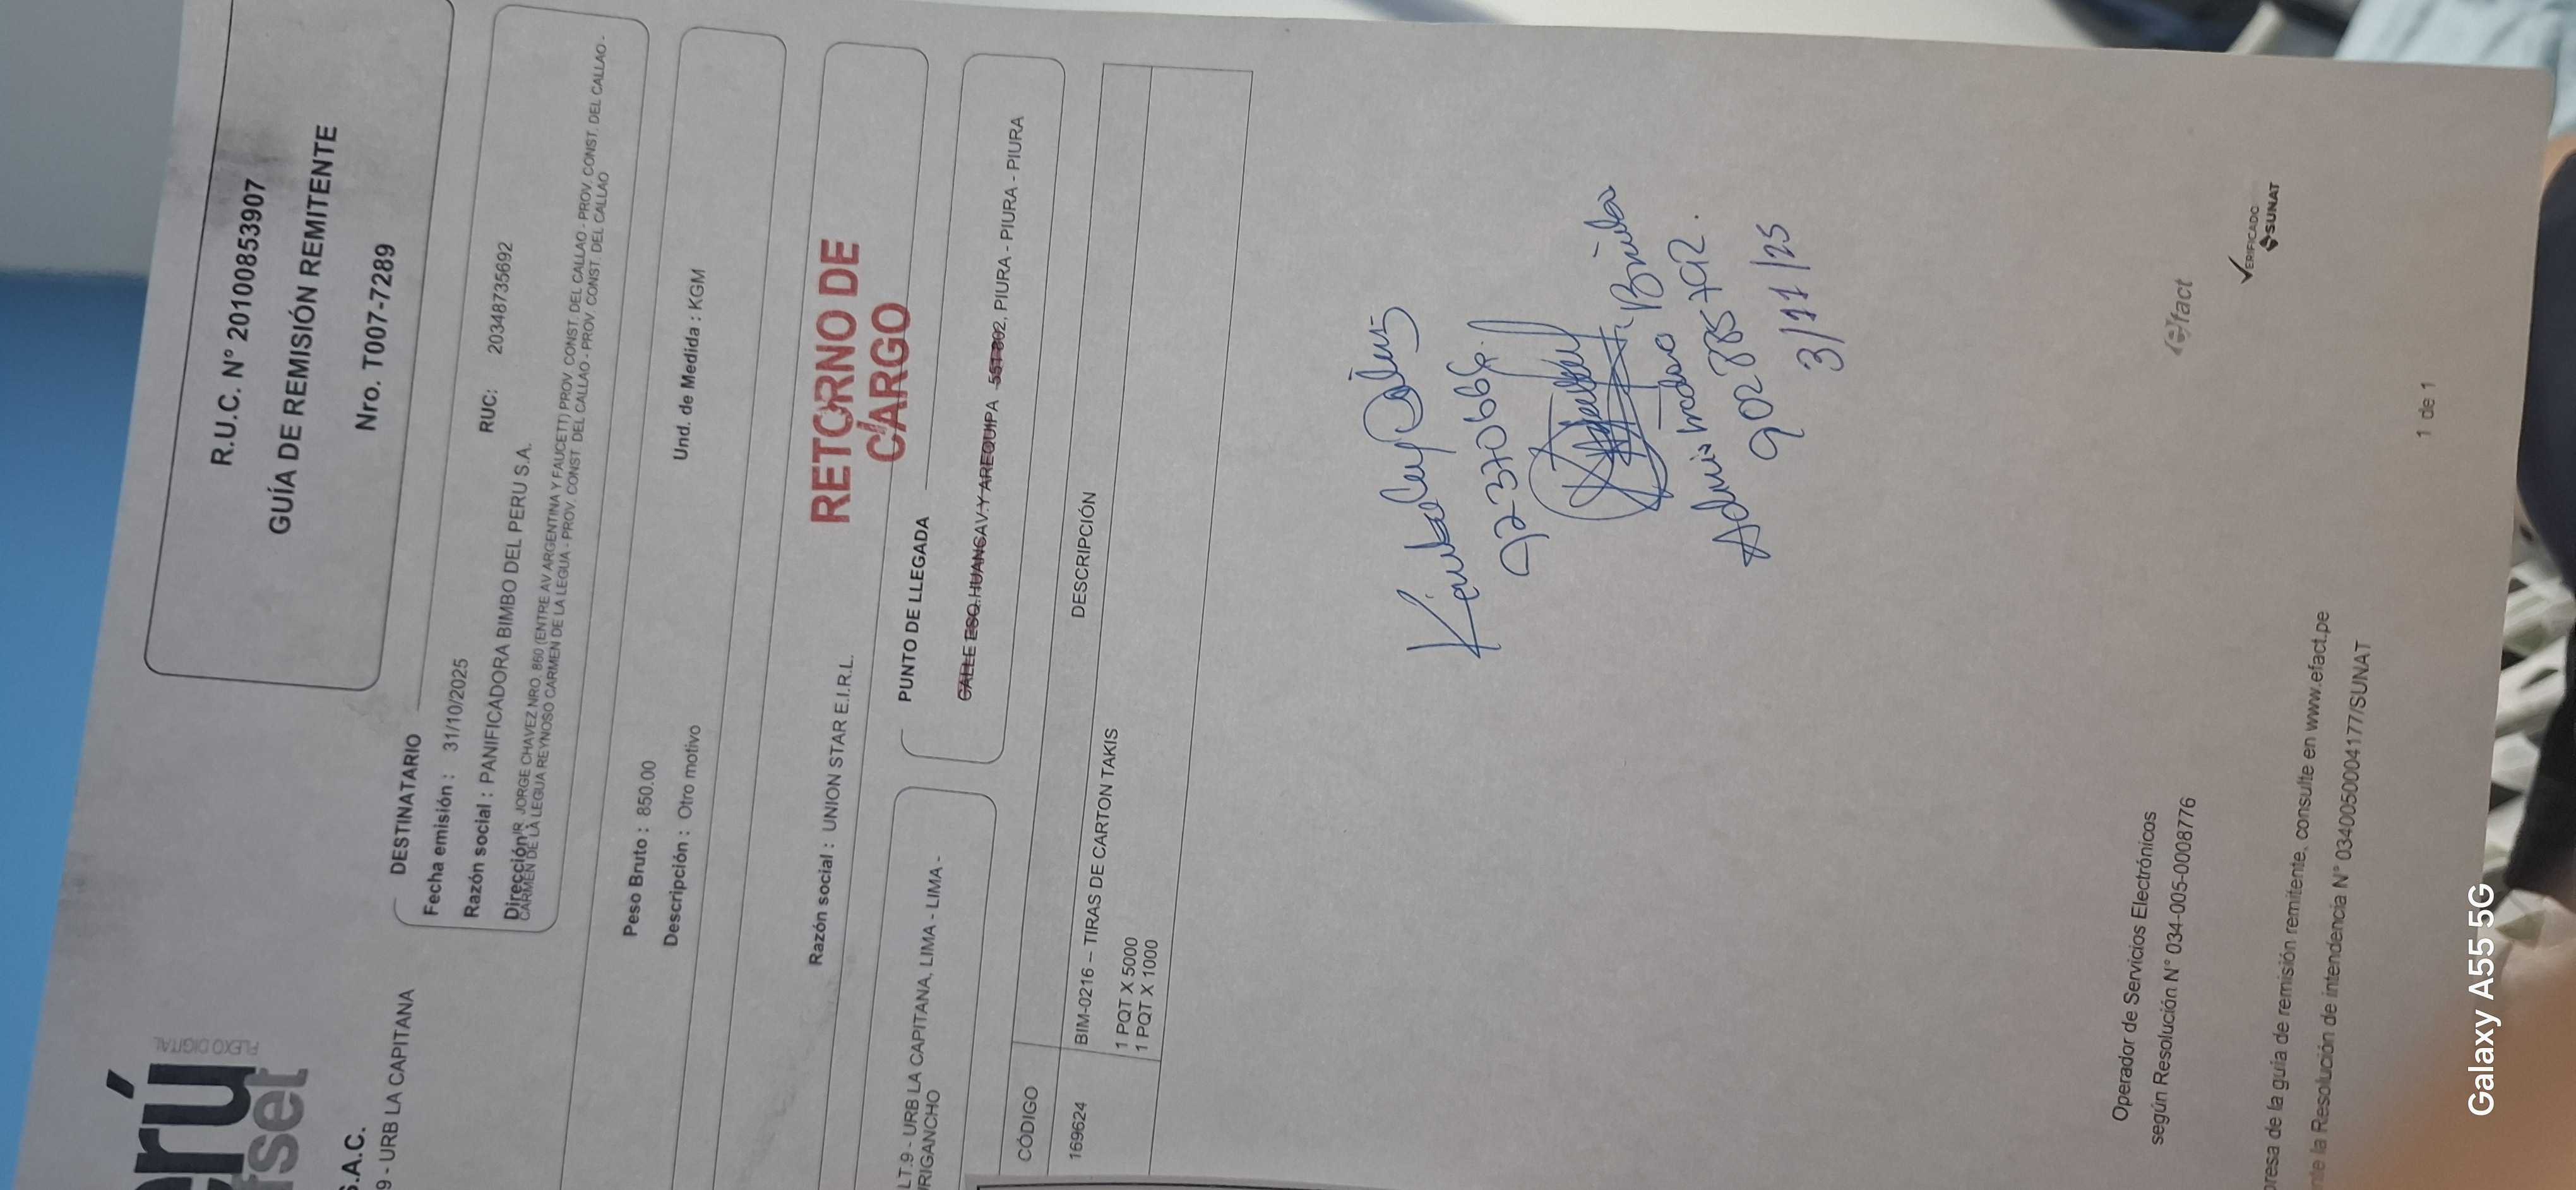 R.U.C. N° 20100853907
GUÍA DE REMISIÓN REMITENTE
Nro. T007-7289
FLEXO DIGITAL
S.A.C.
9 - URB LA CAPITANA
DESTINATARIO
Fecha emisión : 31/10/2025
Razón social : PANIFICADORA BIMBO DEL PERU S.A. RUC: 20348735692
Dirección JR. JORGE CHAVEZ NRO. 860 (ENTRE AV ARGENTINA Y FAUCETT) PROV. CONST. DEL CALLAO - PROV. CONST. DEL CALLAO -
CARMEN DE LA LEGUA REYNOSO CARMEN DE LA LEGUA - PROV. CONST. DEL CALLAO - PROV. CONST. DEL CALLAO
Peso Bruto : 850.00 Und. de Medida : KGM
Descripción : Otro motivo
Razón social : UNION STAR E.I.R.L.
RETORNO DE
CARGO
PUNTO DE LLEGADA
LT.9 - URB LA CAPITANA, LIMA - LIMA -
RIGANCHO
CALLE ESQ.HUANCAV.Y AREQUIPA 551-802, PIURA - PIURA - PIURA
CÓDIGO DESCRIPCIÓN
169624 BIM-0216 – TIRAS DE CARTON TAKIS
1 PQT X 5000
1 PQT X 1000
3/11/25
Operador de Servicios Electrónicos
según Resolución N° 034-005-0008776
efact
VERIFICADO
SUNAT
presa de la guía de remisión remitente, consulte en www.efact.pe
nte la Resolución de intendencia N° 0340050004177/SUNAT
1 de 1
Galaxy A55 5G